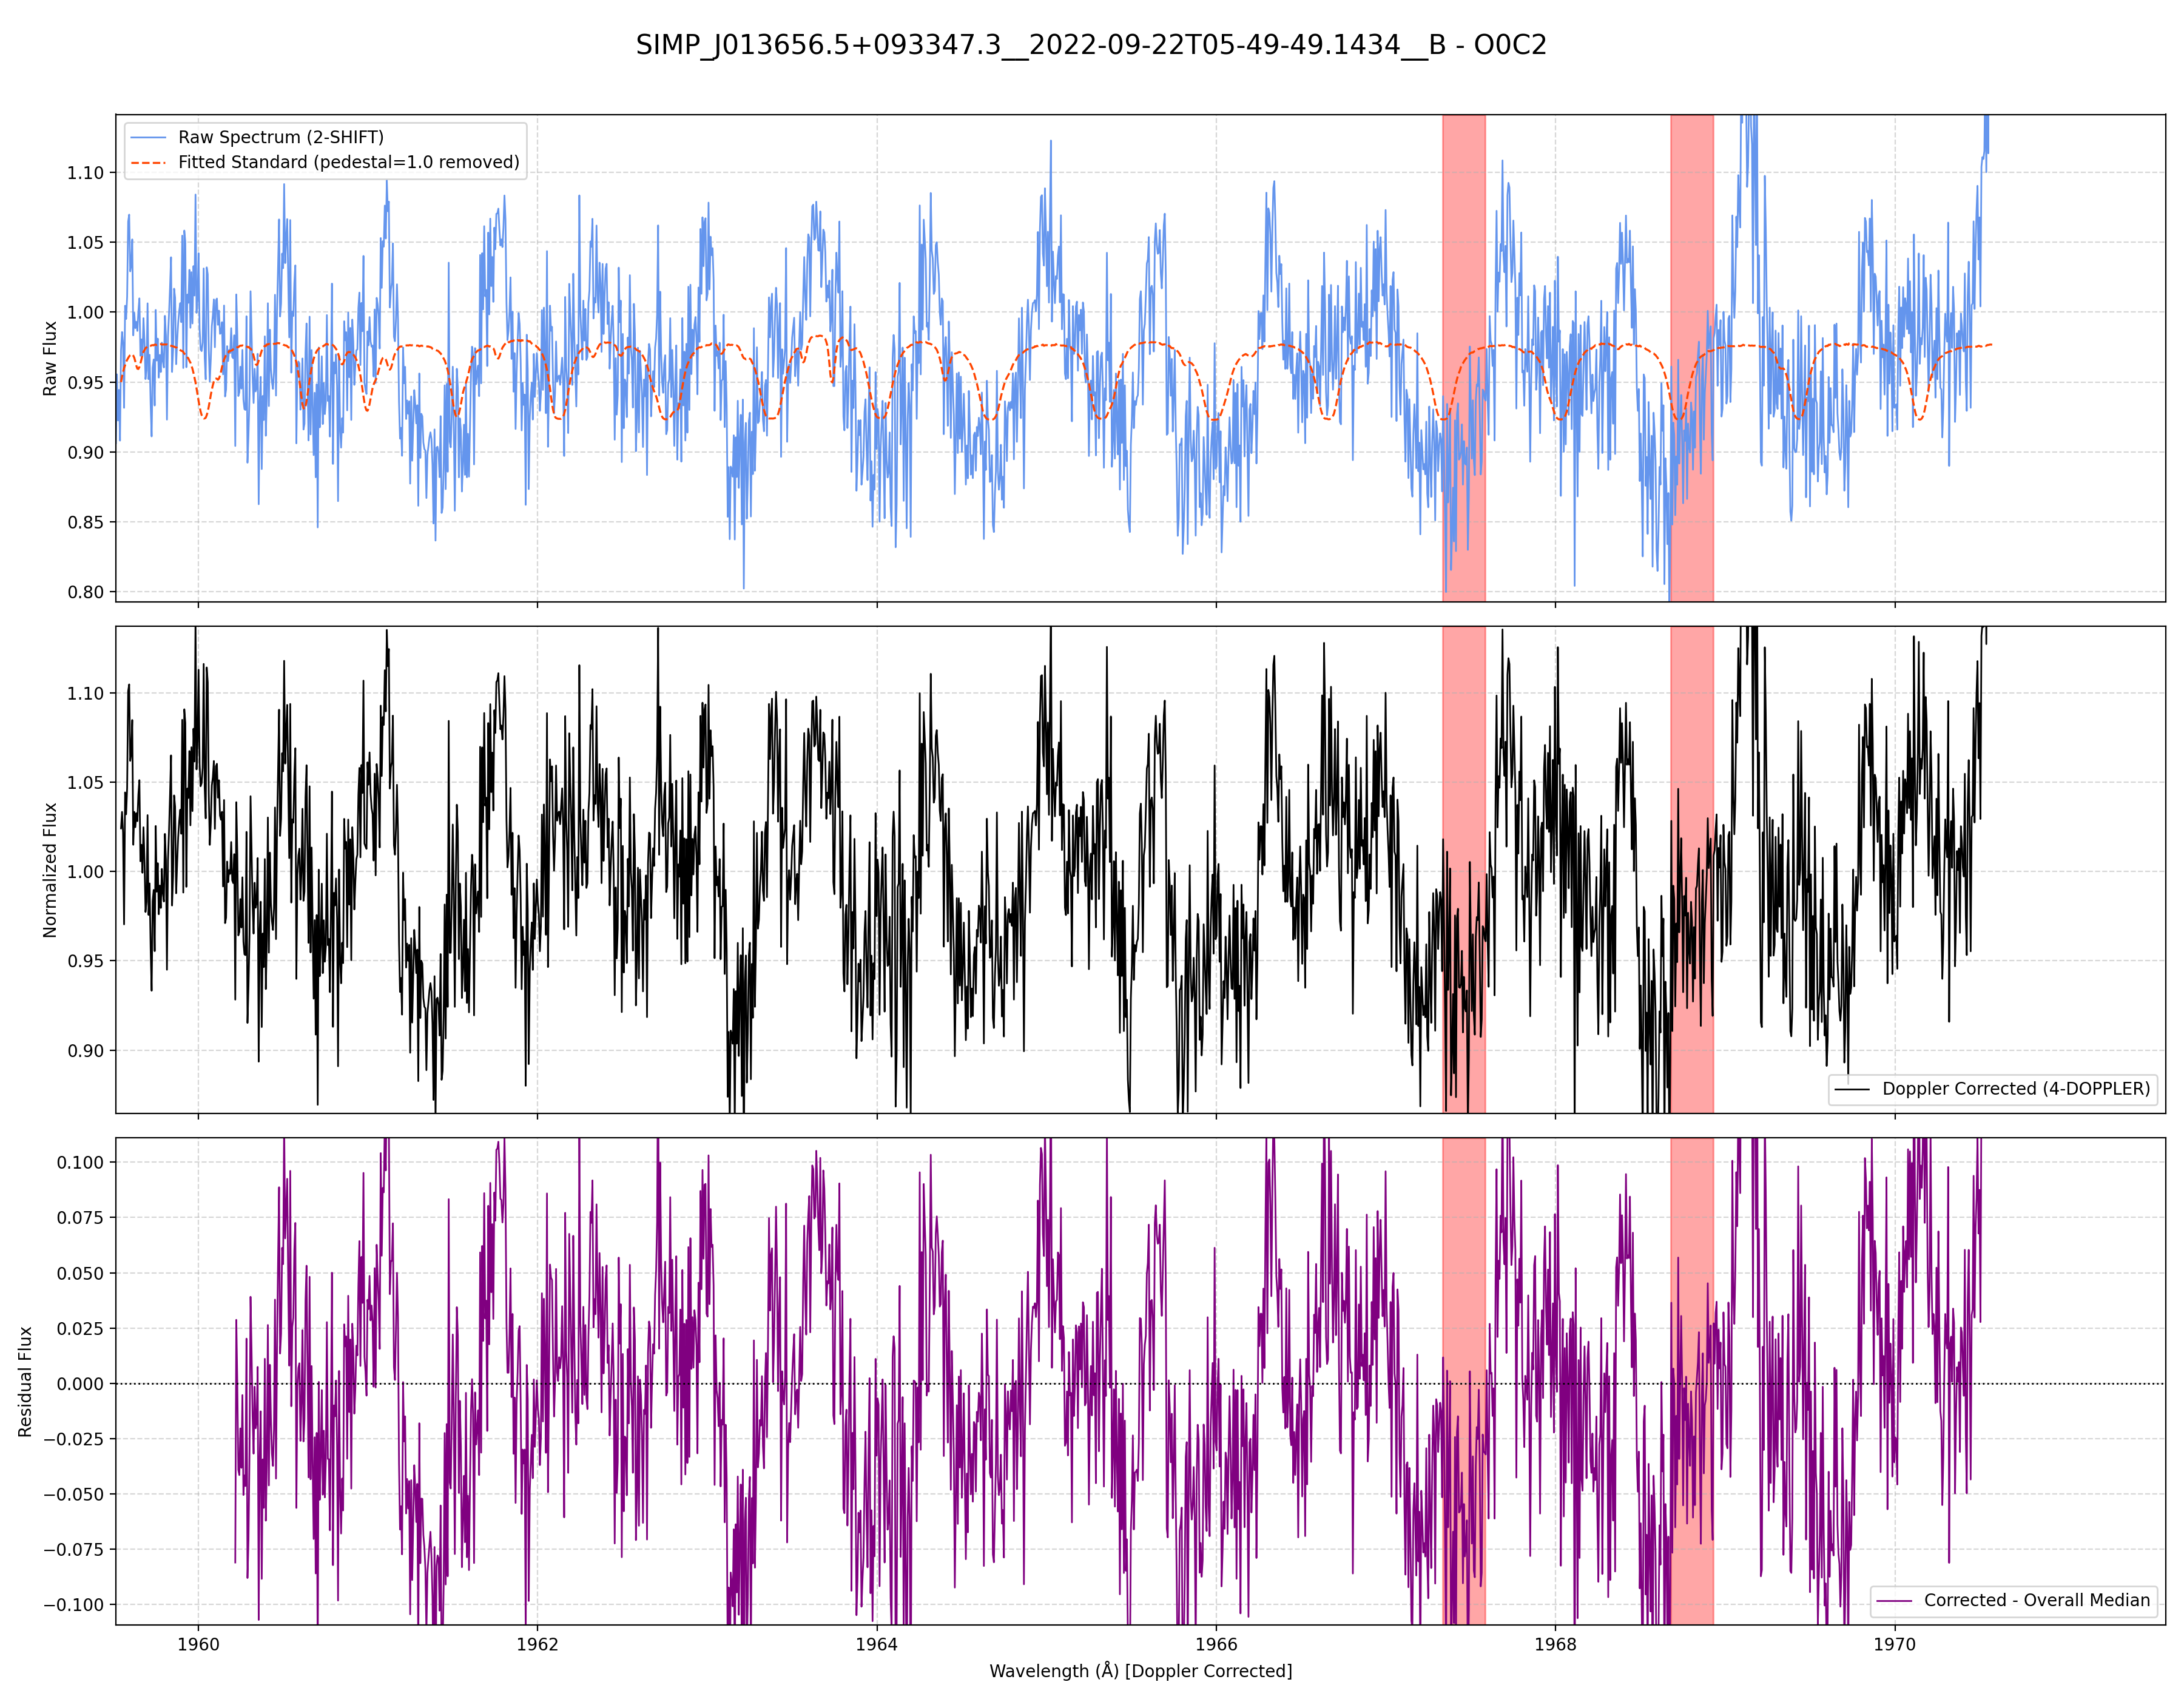 SIMP_J013656.5+093347.3__2022-09-22T05-49-49.1434__B - O0C2
Raw Spectrum (2-SHIFT)
Fitted Standard (pedestal=1.0 removed)
1.10
1.05
1.00
0.95
0.90
0.85
0.80
Raw Flux
1.10
1.05
1.00
0.95
0.90
Normalized Flux
Doppler Corrected (4-DOPPLER)
0.100
0.075
0.050
0.025
0.000
−0.025
−0.050
−0.075
−0.100
Residual Flux
Corrected - Overall Median
1960 1962 1964 1966 1968 1970
Wavelength (Å) [Doppler Corrected]